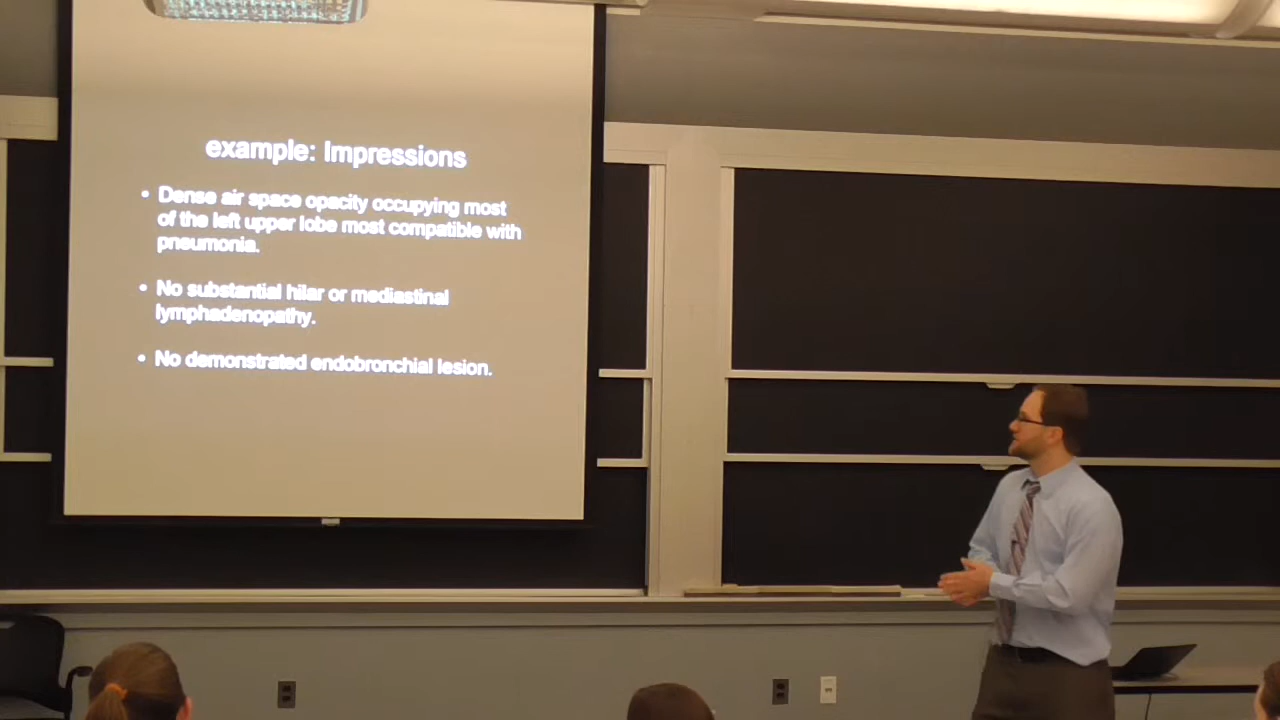 example: Impressions
• Dense air space opacity occupying most
of the left upper lobe most compatible with
pneumonia.
• No substantial hilar or mediastinal
lymphadenopathy.
• No demonstrated endobronchial lesion.